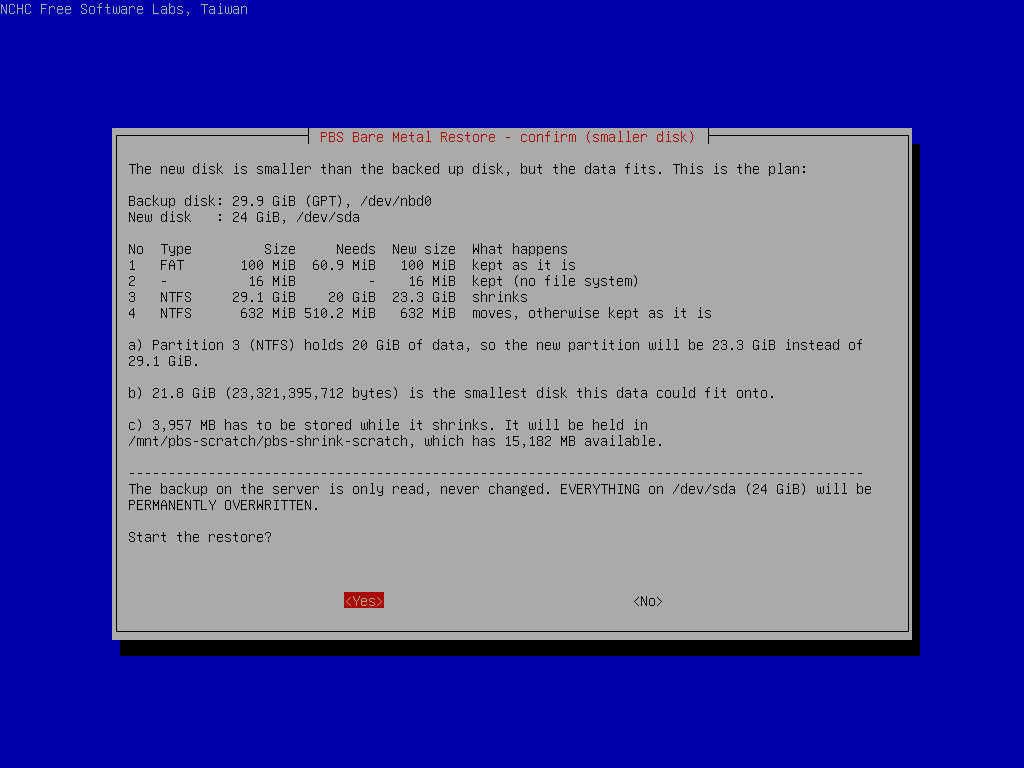 NCHC Free Software Labs, Taiwan
PBS Bare Metal Restore - confirm (smaller disk)
The new disk is smaller than the backed up disk, but the data fits. This is the plan:
Backup disk: 29.9 GiB (GPT), /dev/nbd0
New disk   : 24 GiB, /dev/sda
No  Type         Size     Needs  New size  What happens
1   FAT       100 MiB  60.9 MiB   100 MiB  kept as it is
2   -          16 MiB         -    16 MiB  kept (no file system)
3   NTFS     29.1 GiB    20 GiB  23.3 GiB  shrinks
4   NTFS      632 MiB 510.2 MiB   632 MiB  moves, otherwise kept as it is
a) Partition 3 (NTFS) holds 20 GiB of data, so the new partition will be 23.3 GiB instead of
29.1 GiB.
b) 21.8 GiB (23,321,395,712 bytes) is the smallest disk this data could fit onto.
c) 3,957 MB has to be stored while it shrinks. It will be held in
/mnt/pbs-scratch/pbs-shrink-scratch, which has 15,182 MB available.
--------------------------------------------------------------------------------------------
The backup on the server is only read, never changed. EVERYTHING on /dev/sda (24 GiB) will be
PERMANENTLY OVERWRITTEN.
Start the restore?
<Yes> <No>